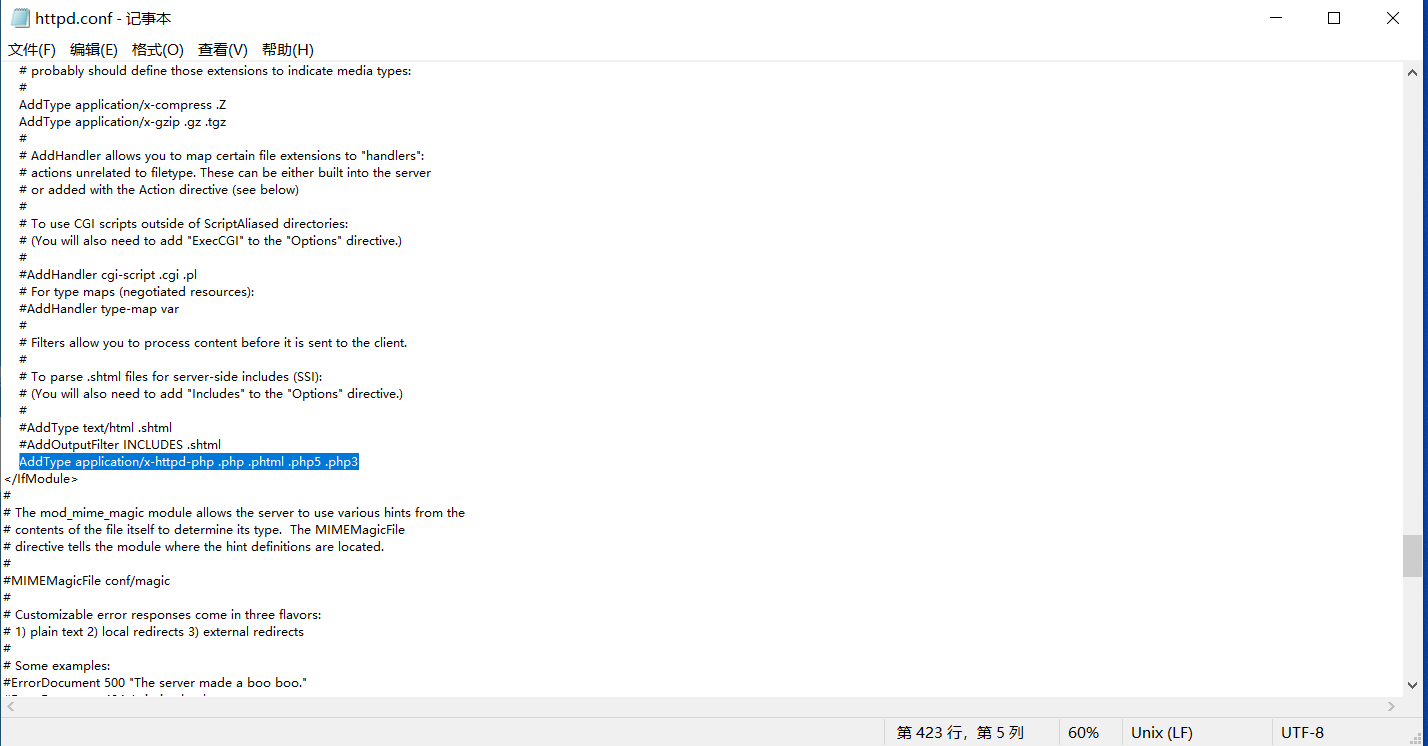 httpd.conf - 记事本
文件(F) 编辑(E) 格式(O) 查看(V) 帮助(H)
# probably should define those extensions to indicate media types:
#
AddType application/x-compress .Z
AddType application/x-gzip .gz .tgz
#
# AddHandler allows you to map certain file extensions to "handlers":
# actions unrelated to filetype. These can be either built into the server
# or added with the Action directive (see below)
#
# To use CGI scripts outside of ScriptAliased directories:
# (You will also need to add "ExecCGI" to the "Options" directive.)
#
#AddHandler cgi-script .cgi .pl
# For type maps (negotiated resources):
#AddHandler type-map var
#
# Filters allow you to process content before it is sent to the client.
#
# To parse .shtml files for server-side includes (SSI):
# (You will also need to add "Includes" to the "Options" directive.)
#
#AddType text/html .shtml
#AddOutputFilter INCLUDES .shtml
AddType application/x-httpd-php .php .phtml .php5 .php3
</IfModule>
#
# The mod_mime_magic module allows the server to use various hints from the
# contents of the file itself to determine its type.  The MIMEMagicFile
# directive tells the module where the hint definitions are located.
#
#MIMEMagicFile conf/magic
#
# Customizable error responses come in three flavors:
# 1) plain text 2) local redirects 3) external redirects
#
# Some examples:
#ErrorDocument 500 "The server made a boo boo."
第 423 行，第 5 列 60% Unix (LF) UTF-8